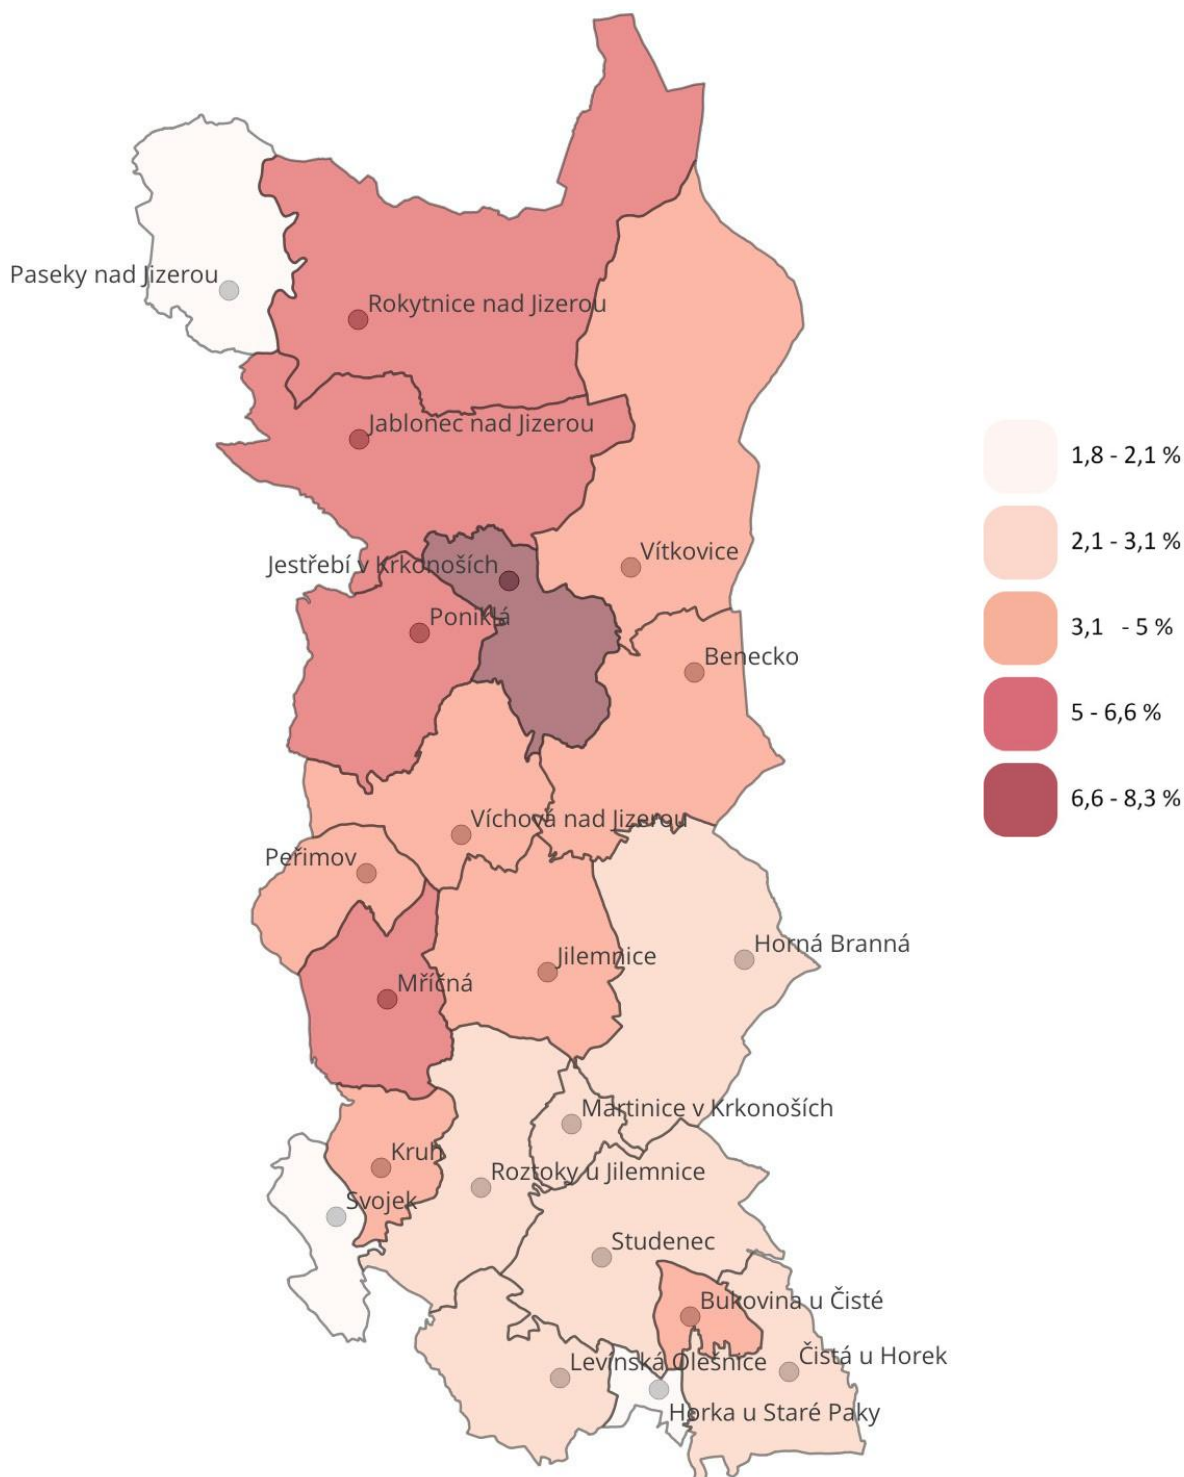 Paseky nad Jizerou
Rokytnice nad Jizerou
Jablonec nad Jizerou
1,8 - 2,1 %
2,1 - 3,1 %
Vítkovice
Jestřebí v Krkonoších
Poniklá
3,1 - 5 %
Benecko
5 - 6,6 %
6,6 - 8,3 %
Víchová nad Jizerou
Peřimov
Horná Branná
Jilemnice
Mříčná
Martinice v Krkonoších
Kruh
Roztoky u Jilemnice
Svojek
Studenec
Bukovina u Čisté
Čistá u Horek
Levínská Olešnice
Horka u Staré Paky